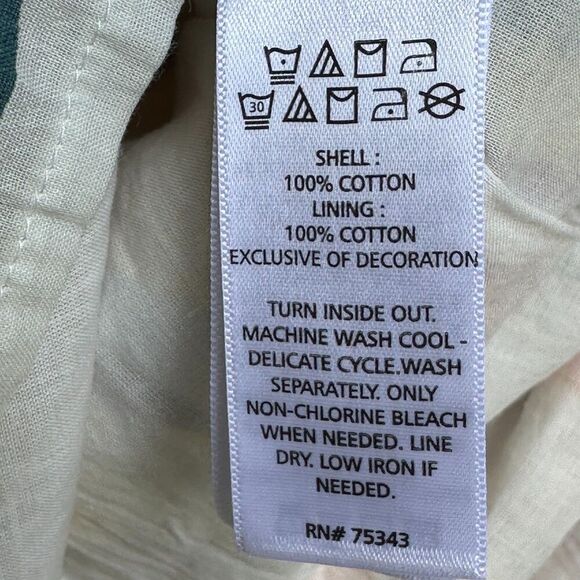 30
SHELL :
100% COTTON
LINING :
100% COTTON
EXCLUSIVE OF DECORATION
TURN INSIDE OUT.
MACHINE WASH COOL -
DELICATE CYCLE.WASH
SEPARATELY. ONLY
NON-CHLORINE BLEACH
WHEN NEEDED. LINE
DRY. LOW IRON IF
NEEDED.
RN# 75343